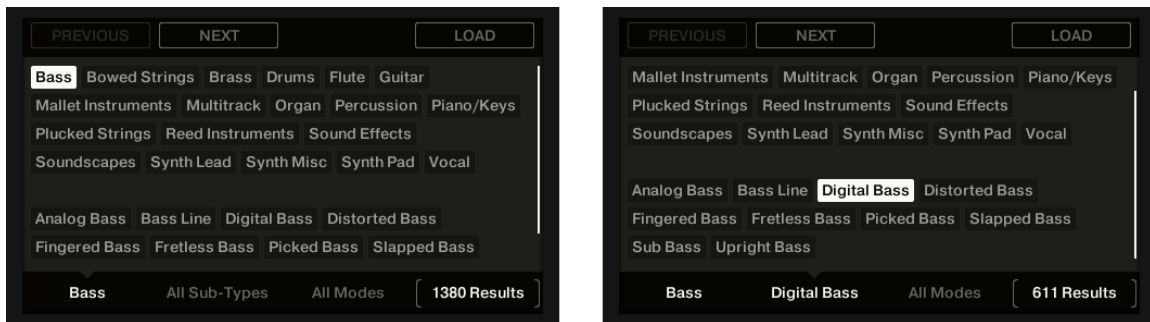 PREVIOUS NEXT LOAD
Bass Bowed Strings Brass Drums Flute Guitar
Mallet Instruments Multitrack Organ Percussion Piano/Keys
Plucked Strings Reed Instruments Sound Effects
Soundscapes Synth Lead Synth Misc Synth Pad Vocal
Analog Bass Bass Line Digital Bass Distorted Bass
Fingered Bass Fretless Bass Picked Bass Slapped Bass
Bass All Sub-Types All Modes 1380 Results
PREVIOUS NEXT LOAD
Mallet Instruments Multitrack Organ Percussion Piano/Keys
Plucked Strings Reed Instruments Sound Effects
Soundscapes Synth Lead Synth Misc Synth Pad Vocal
Analog Bass Bass Line Digital Bass Distorted Bass
Fingered Bass Fretless Bass Picked Bass Slapped Bass
Sub Bass Upright Bass
Bass Digital Bass All Modes 611 Results